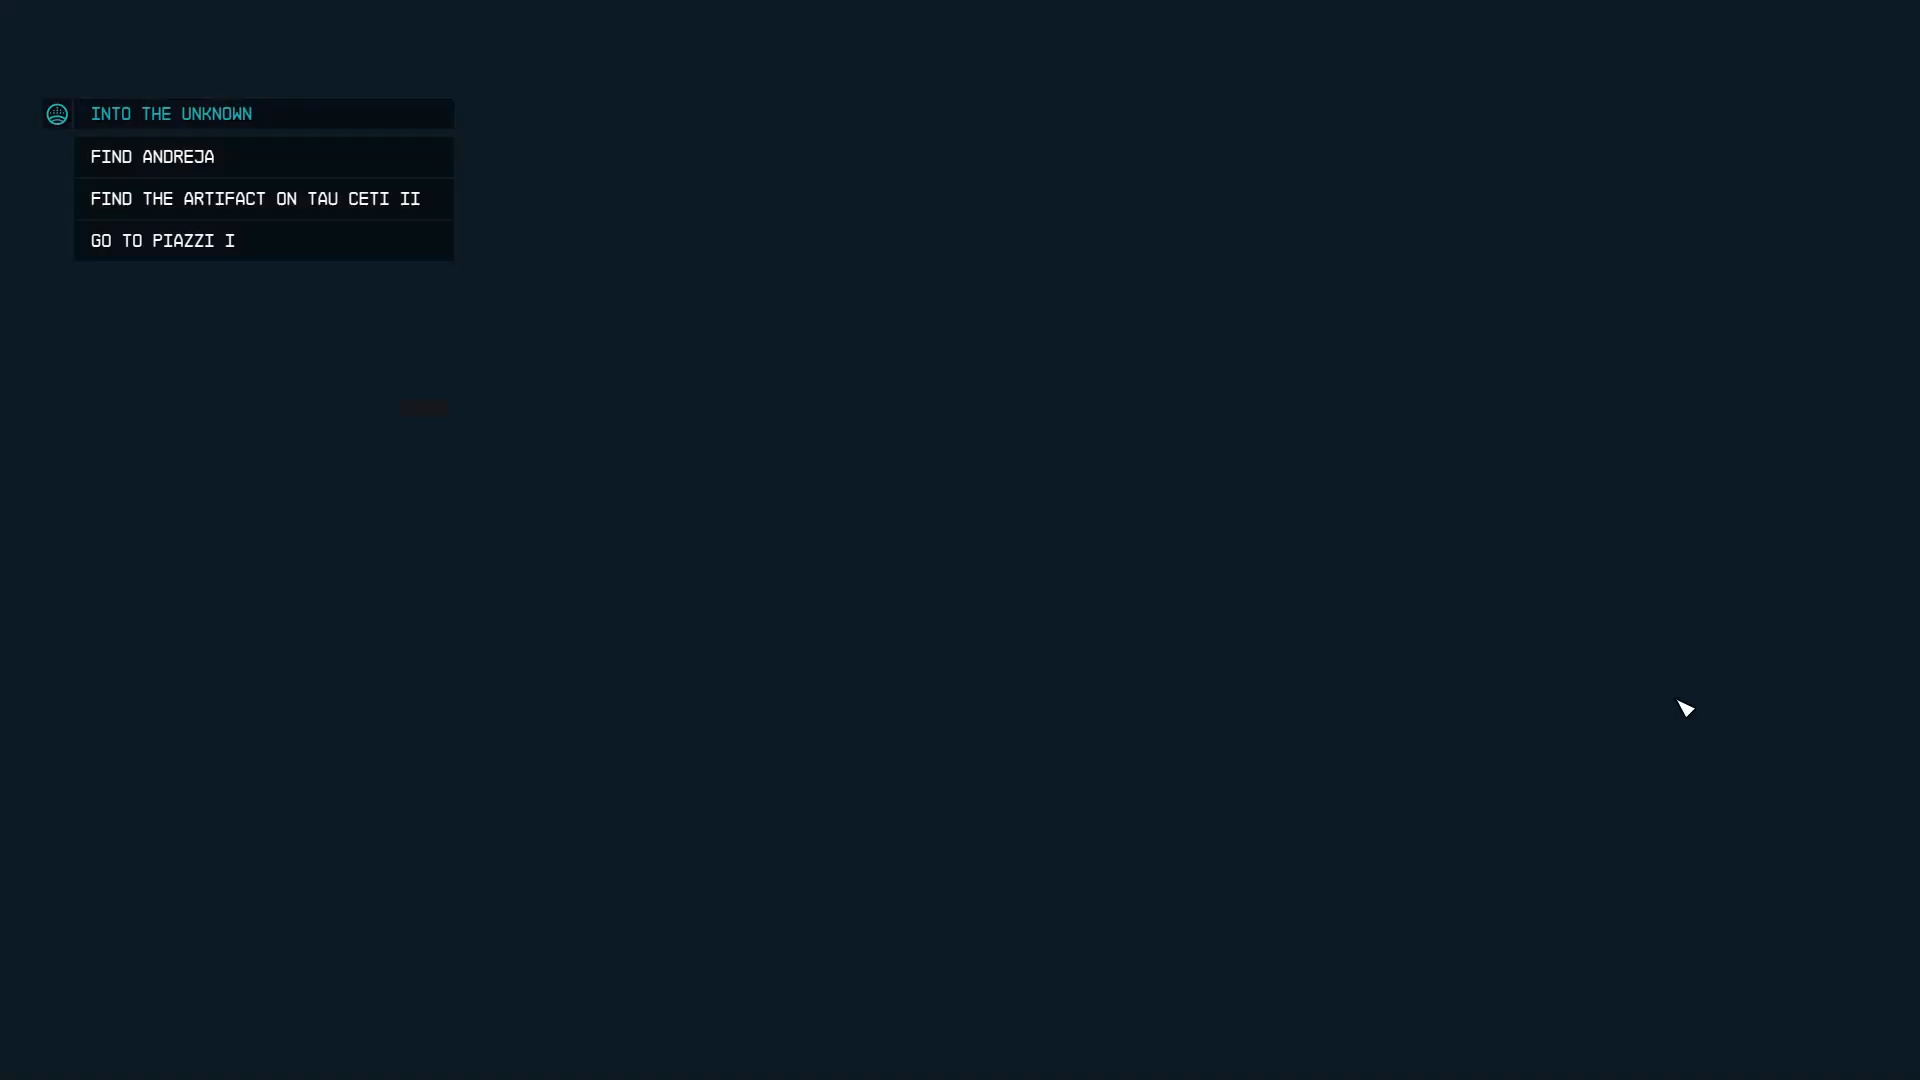 INTO THE UNKNOWN
FIND ANDREJA
FIND THE ARTIFACT ON TAU CETI II
GO TO PIAZZI I